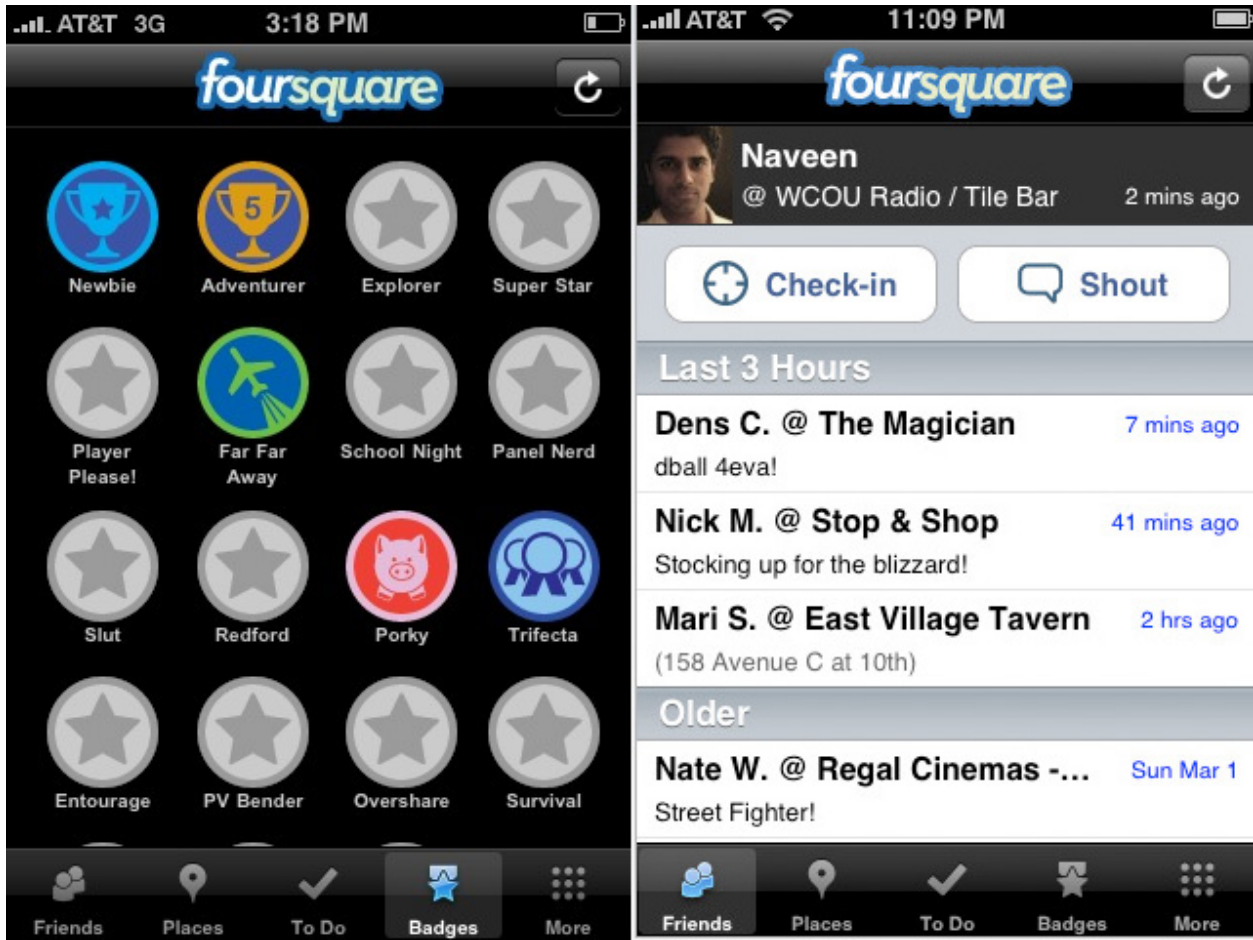 AT&T 3G 3:18 PM
foursquare
5
Newbie Adventurer Explorer Super Star
Player Please! Far Far Away School Night Panel Nerd
Slut Redford Porky Trifecta
Entourage PV Bender Overshare Survival
Friends Places To Do Badges More
AT&T 11:09 PM
foursquare
Naveen
@ WCOU Radio / Tile Bar 2 mins ago
Check-in Shout
Last 3 Hours
Dens C. @ The Magician 7 mins ago
dball 4eva!
Nick M. @ Stop & Shop 41 mins ago
Stocking up for the blizzard!
Mari S. @ East Village Tavern 2 hrs ago
(158 Avenue C at 10th)
Older
Nate W. @ Regal Cinemas -... Sun Mar 1
Street Fighter!
Friends Places To Do Badges More